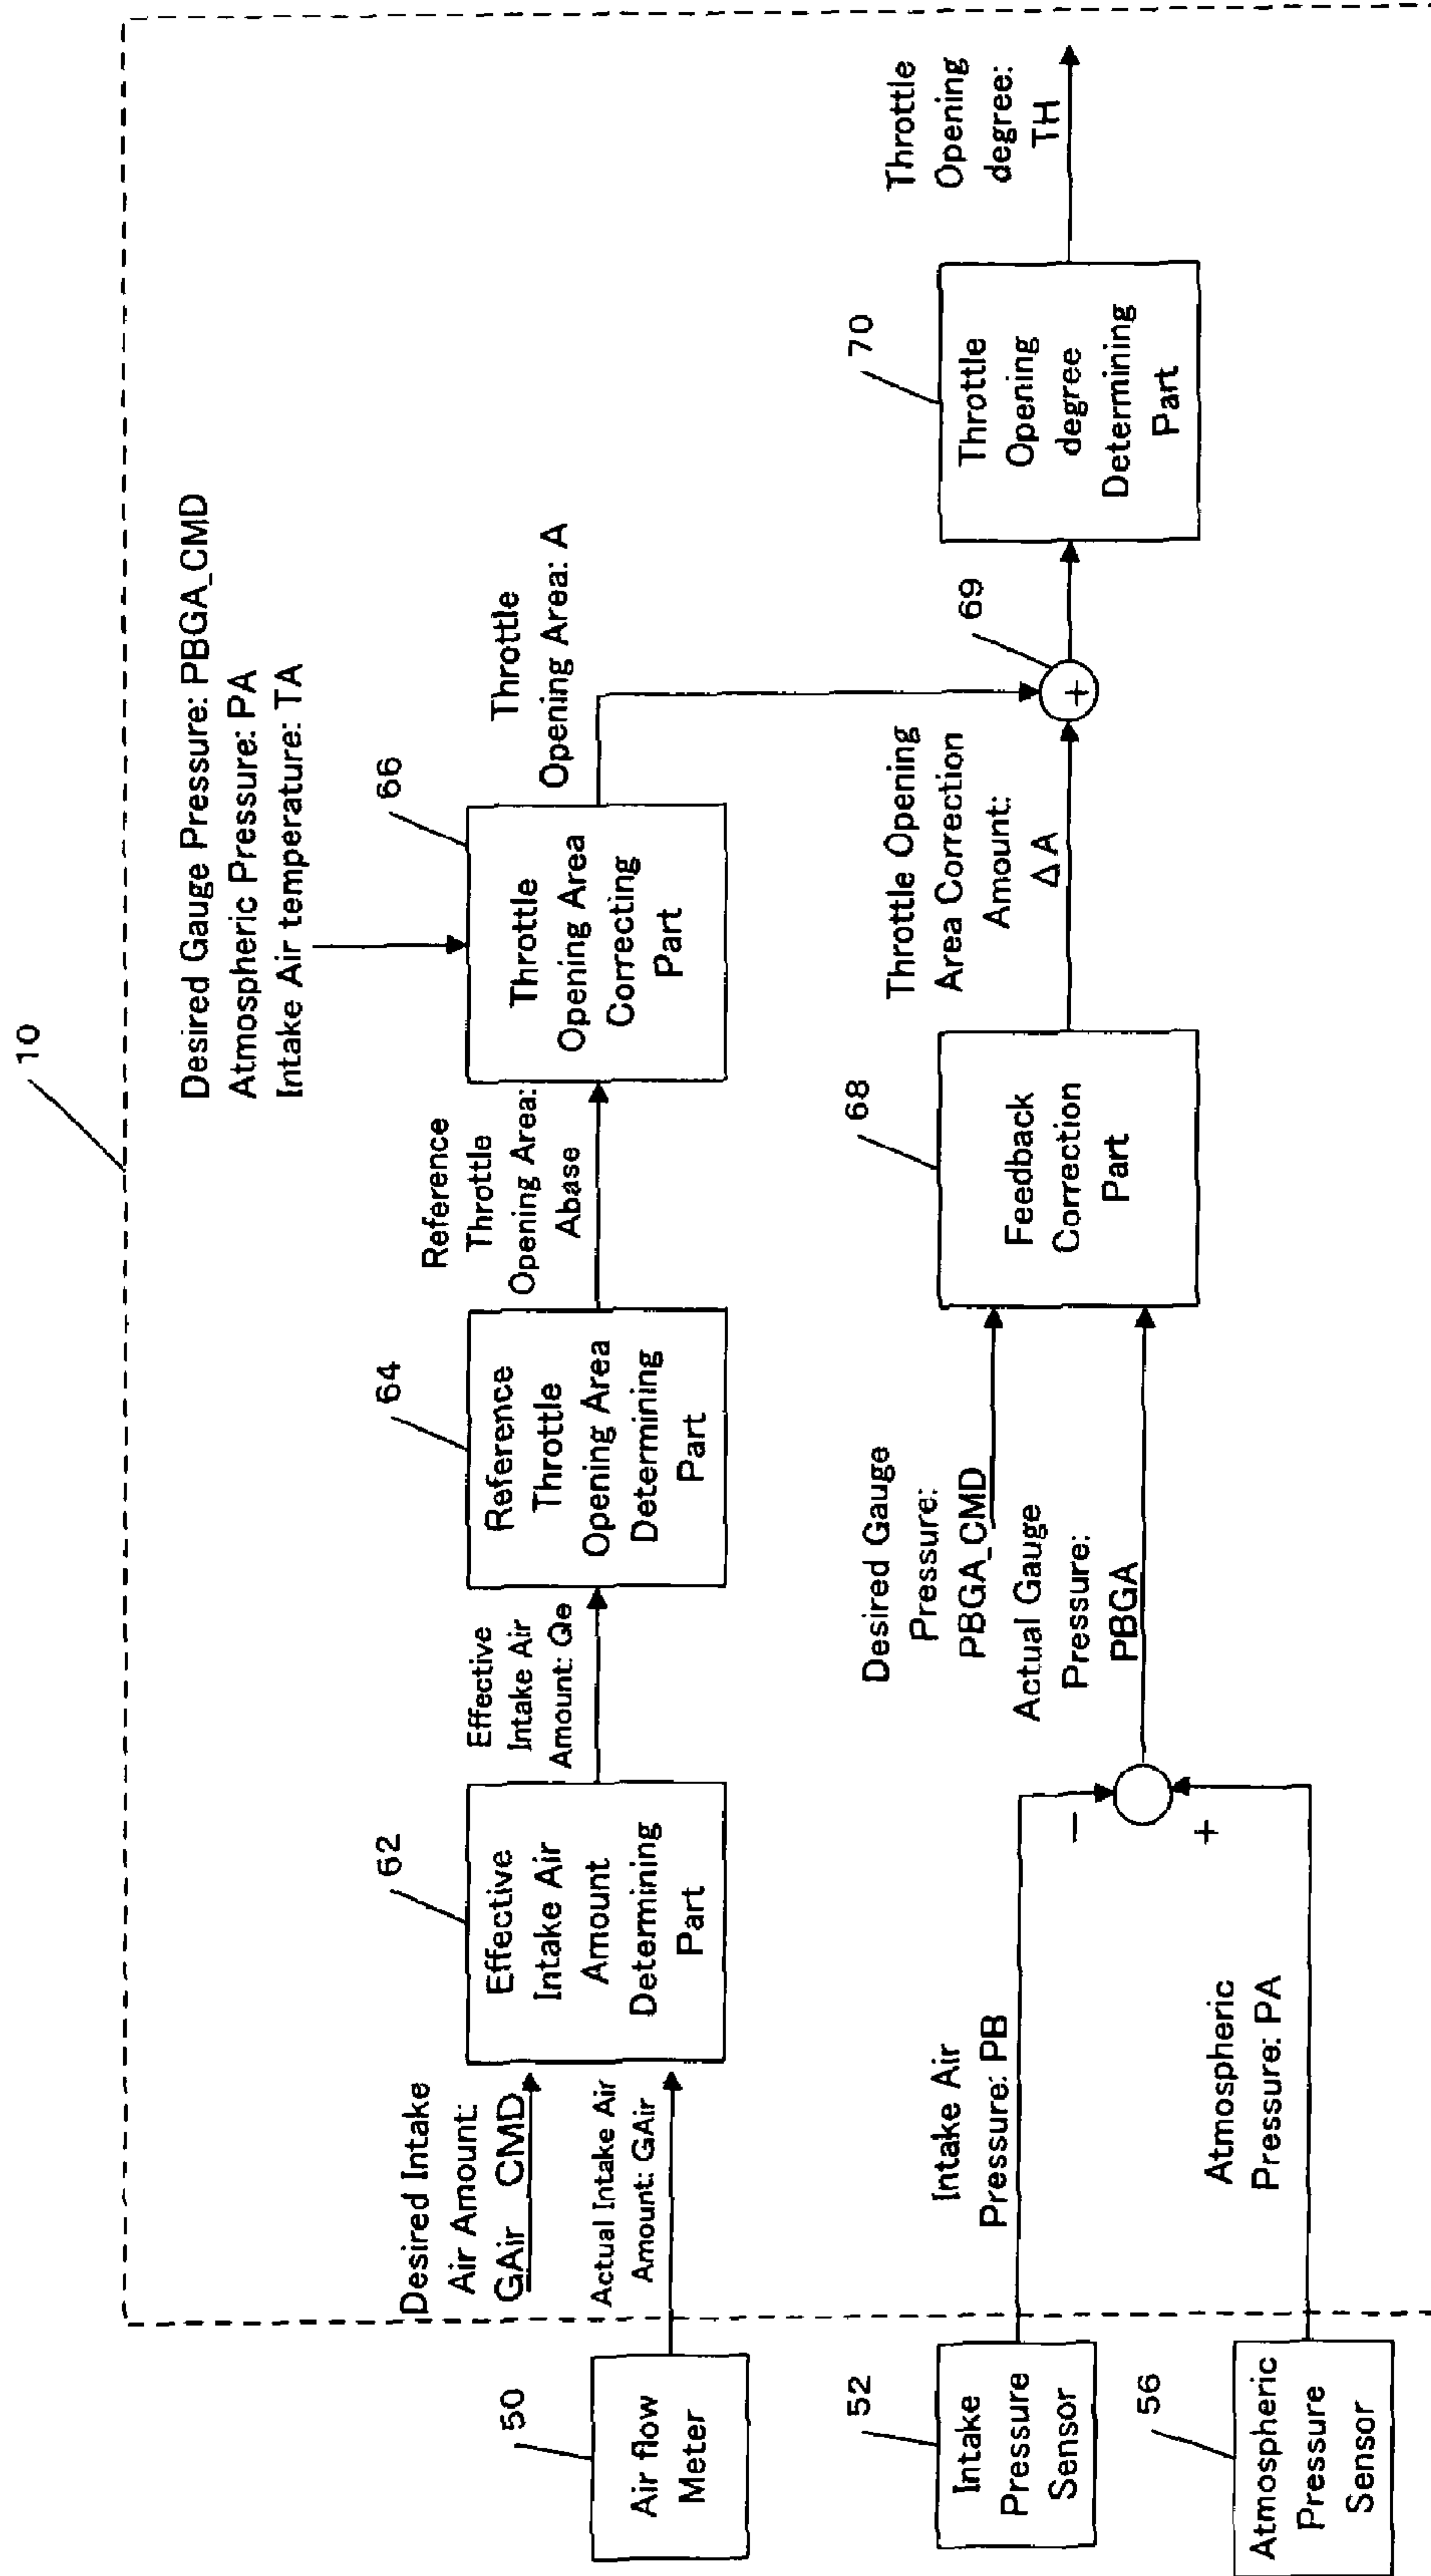 10
Desired Gauge Pressure: PBGA_CMD
Atmospheric Pressure: PA
Intake Air temperature: TA
50
Air flow
Meter
Desired Intake
Air Amount:
GAir CMD
Actual Intake Air
Amount: GAir
62
Effective
Intake Air
Amount
Determining
Part
Effective
Intake Air
Amount: Qe
64
Reference
Throttle
Opening Area
Determining
Part
Reference
Throttle
Opening Area:
Abase
66
Throttle
Opening Area
Correcting
Part
Throttle
Opening Area: A
52
Intake
Pressure
Sensor
Intake Air
Pressure: PB
56
Atmospheric
Pressure
Sensor
Atmospheric
Pressure: PA
−
+
Desired Gauge
Pressure:
PBGA_CMD
Actual Gauge
Pressure:
PBGA
68
Feedback
Correction
Part
Throttle Opening
Area Correction
Amount:
ΔA
69
+
70
Throttle
Opening
degree
Determining
Part
Throttle
Opening
degree:
TH